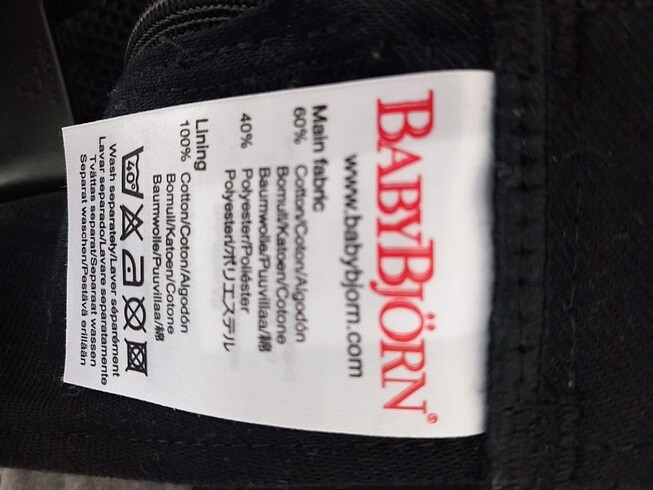 BABYBJÖRN®
www.babybjorn.com
Main fabric
60% Cotton/Coton/Algodón
Bomull/Katoen/Cotone
Baumwolle/Puuvillaa/綿
40% Polyester/Poliéster
Polyesteri/ポリエステル
Lining
100% Cotton/Coton/Algodón
Bomull/Katoen/Cotone
Baumwolle/Puuvillaa/綿
40°
Wash separately/Laver séparément
Lavar separado/Lavare separatamente
Tvättas separat/Separaat wassen
Separat waschen/Pestävä erillään